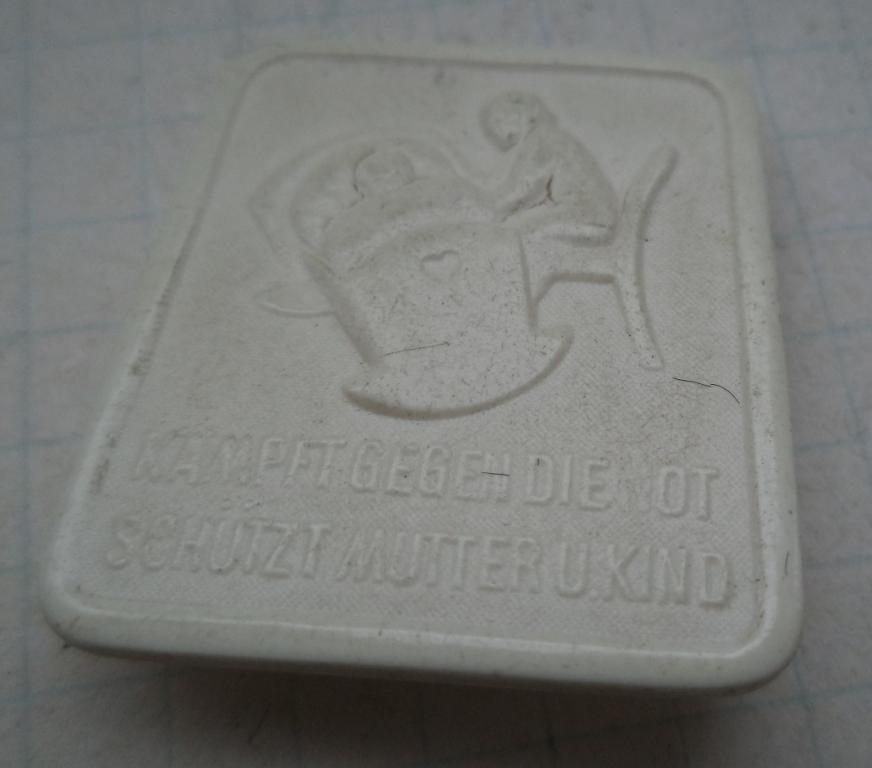 KÄMPFT GEGEN DIE NOT
SCHÜTZT MUTTER U. KIND